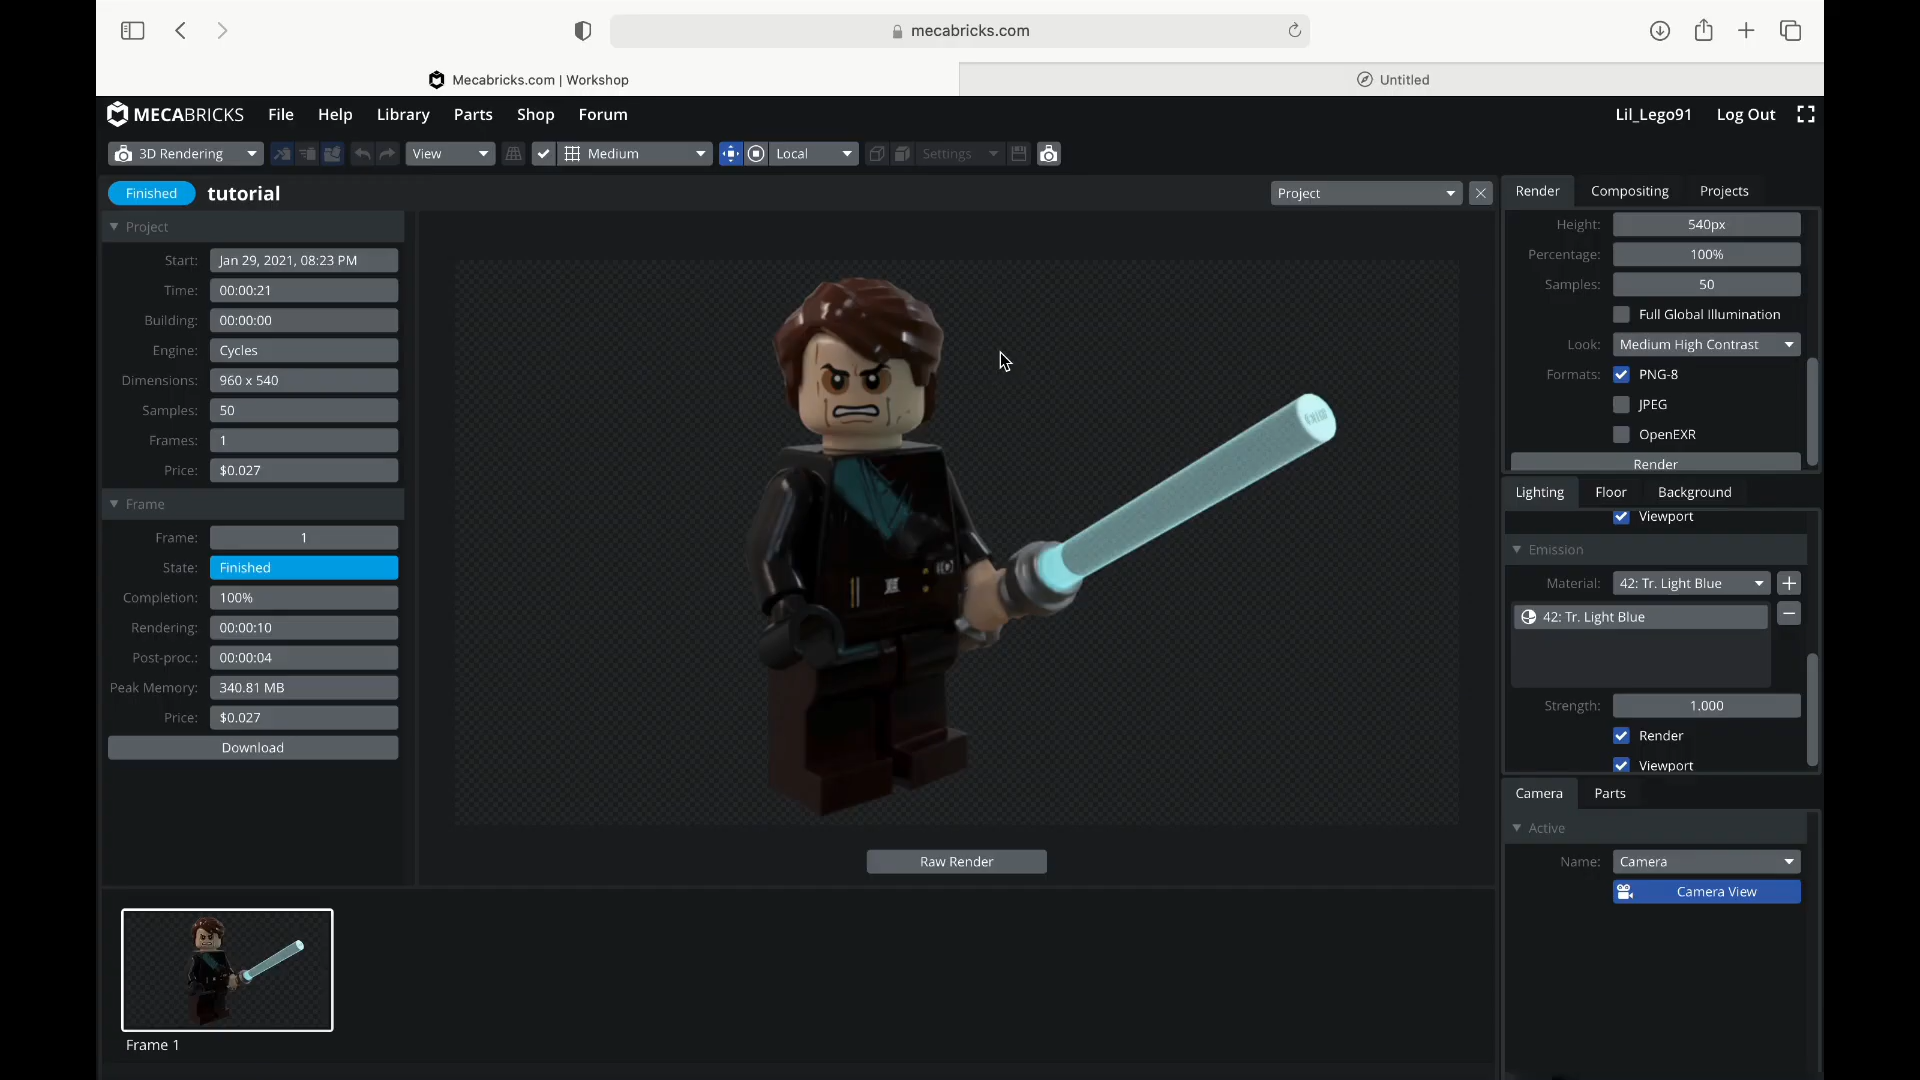 mecabricks.com
Mecabricks.com | Workshop
Untitled
MECABRICKS File Help Library Parts Shop Forum Lil_Lego91 Log Out
3D Rendering View Medium Local Settings
Finished tutorial Project
Project
Start: Jan 29, 2021, 08:23 PM
Time: 00:00:21
Building: 00:00:00
Engine: Cycles
Dimensions: 960 x 540
Samples: 50
Frames: 1
Price: $0.027
Frame
Frame: 1
State: Finished
Completion: 100%
Rendering: 00:00:10
Post-proc.: 00:00:04
Peak Memory: 340.81 MB
Price: $0.027
Download
Raw Render
Frame 1
Render Compositing Projects
Height: 540px
Percentage: 100%
Samples: 50
Full Global Illumination
Look: Medium High Contrast
Formats: PNG-8
JPEG
OpenEXR
Render
Lighting Floor Background
Viewport
Emission
Material: 42: Tr. Light Blue
42: Tr. Light Blue
Strength: 1.000
Render
Viewport
Camera Parts
Active
Name: Camera
Camera View